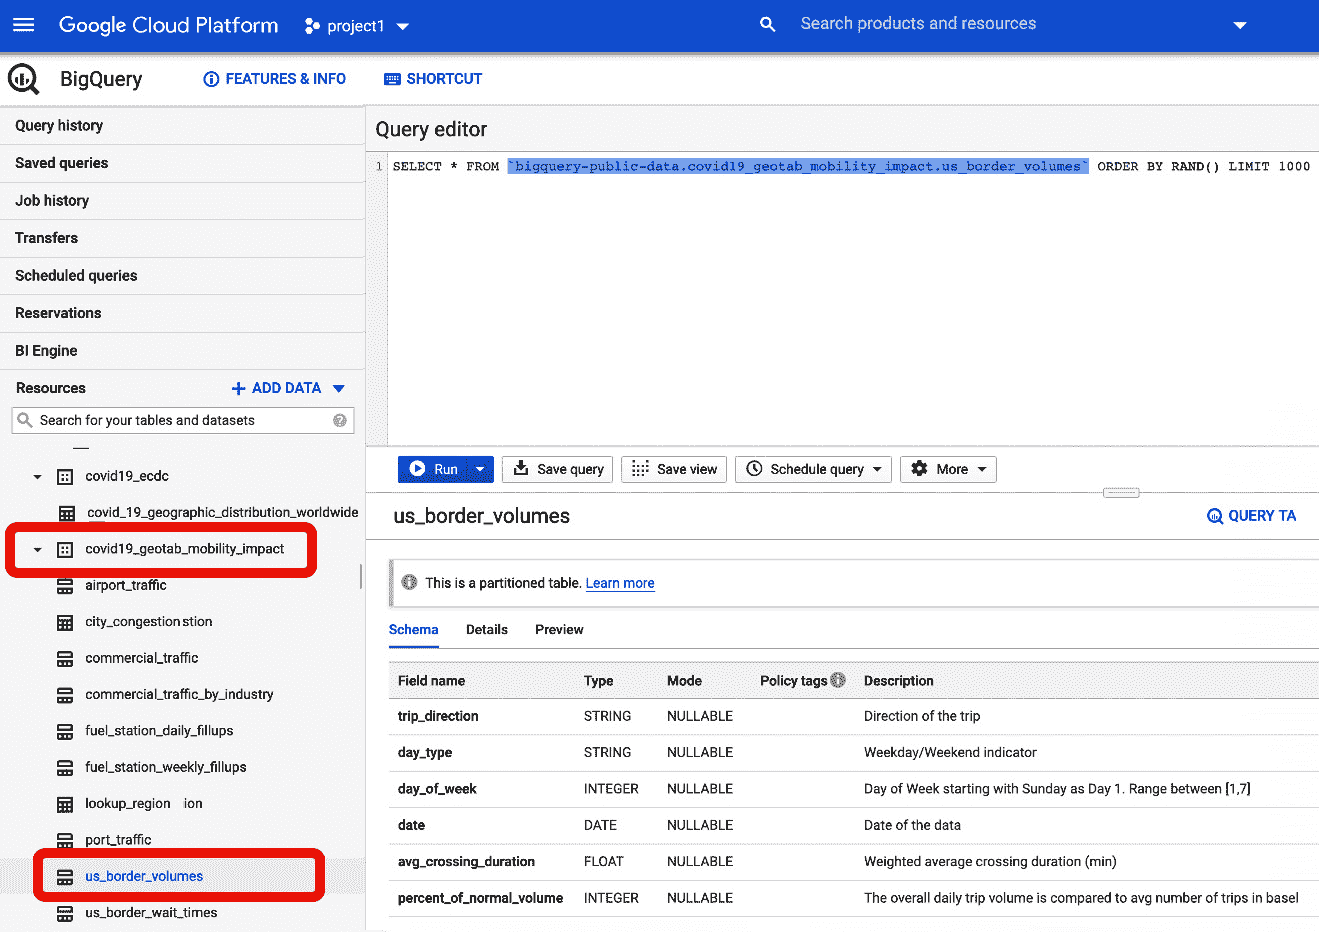 Google Cloud Platform project1 Search products and resources
BigQuery FEATURES & INFO SHORTCUT
Query history
Saved queries
Job history
Transfers
Scheduled queries
Reservations
BI Engine
Resources ADD DATA
Search for your tables and datasets
covid19_ecdc
covid_19_geographic_distribution_worldwide
covid19_geotab_mobility_impact
airport_traffic
city_congestion stion
commercial_traffic
commercial_traffic_by_industry
fuel_station_daily_fillups
fuel_station_weekly_fillups
lookup_region ion
port_traffic
us_border_volumes
us_border_wait_times
Query editor
1 SELECT * FROM `bigquery-public-data.covid19_geotab_mobility_impact.us_border_volumes` ORDER BY RAND() LIMIT 1000
Run Save query Save view Schedule query More
us_border_volumes QUERY TA
This is a partitioned table. Learn more
Schema Details Preview
Field name Type Mode Policy tags Description
trip_direction STRING NULLABLE Direction of the trip
day_type STRING NULLABLE Weekday/Weekend indicator
day_of_week INTEGER NULLABLE Day of Week starting with Sunday as Day 1. Range between [1,7]
date DATE NULLABLE Date of the data
avg_crossing_duration FLOAT NULLABLE Weighted average crossing duration (min)
percent_of_normal_volume INTEGER NULLABLE The overall daily trip volume is compared to avg number of trips in basel